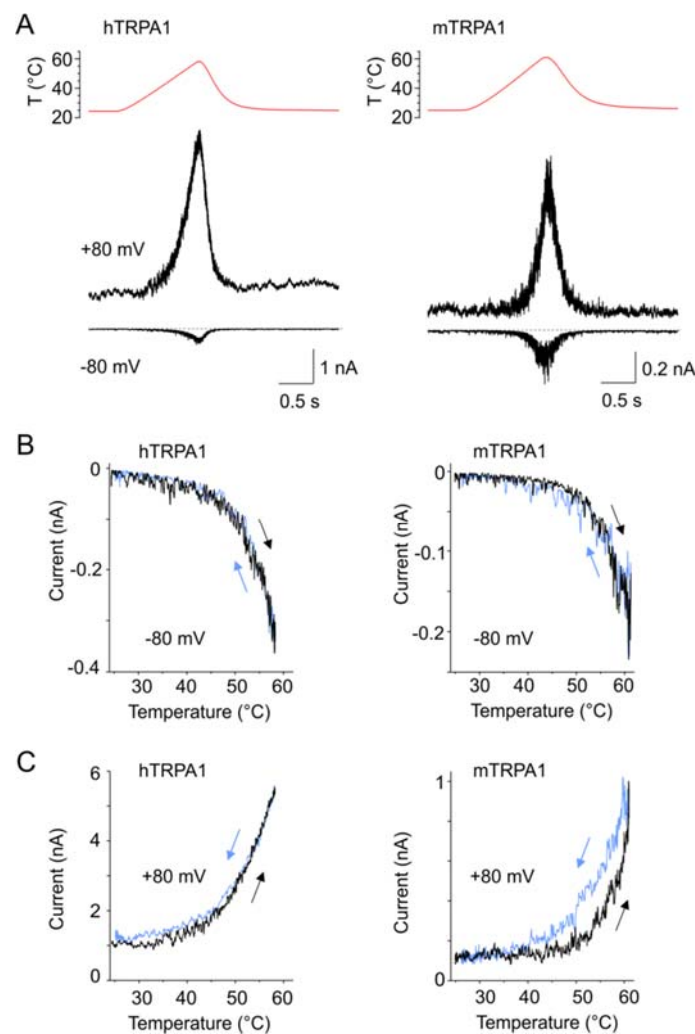 A
hTRPA1
mTRPA1
T (°C)
60
40
20
T (°C)
60
40
20
+80 mV
-80 mV
1 nA
0.5 s
0.2 nA
0.5 s
B
hTRPA1
mTRPA1
Current (nA)
0
-0.2
-0.4
-80 mV
30 40 50 60
Temperature (°C)
Current (nA)
0
-0.1
-0.2
-80 mV
30 40 50 60
Temperature (°C)
C
hTRPA1
mTRPA1
Current (nA)
6
4
2
0
+80 mV
30 40 50 60
Temperature (°C)
Current (nA)
1
0
+80 mV
30 40 50 60
Temperature (°C)